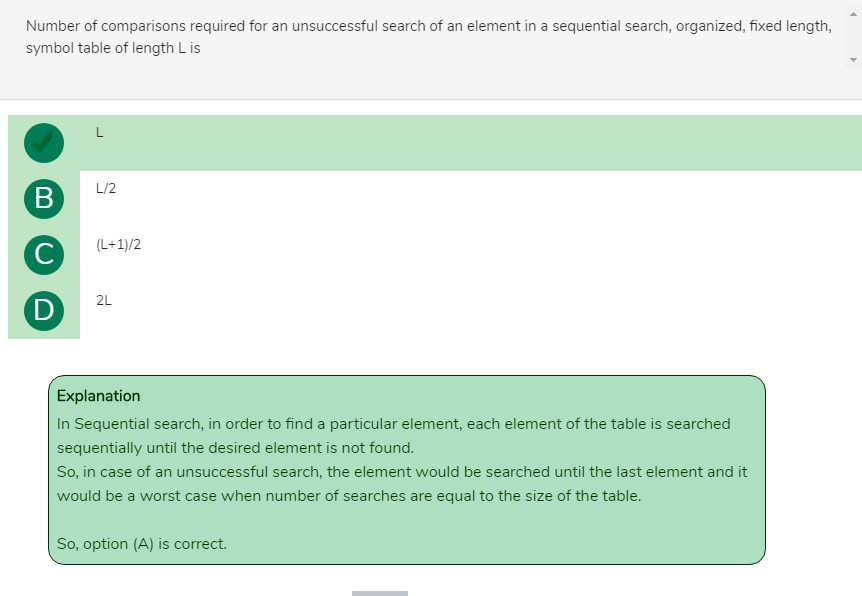 Number of comparisons required for an unsuccessful search of an element in a sequential search, organized, fixed length,
symbol table of length L is
L
B
L/2
C
(L+1)/2
D
2L
Explanation
In Sequential search, in order to find a particular element, each element of the table is searched
sequentially until the desired element is not found.
So, in case of an unsuccessful search, the element would be searched until the last element and it
would be a worst case when number of searches are equal to the size of the table.
So, option (A) is correct.